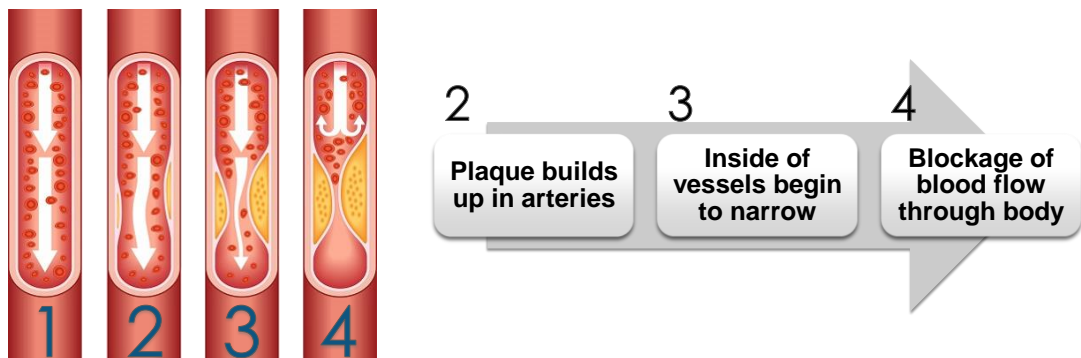 1
2
3
4
2
Plaque builds
up in arteries
3
Inside of
vessels begin
to narrow
4
Blockage of
blood flow
through body